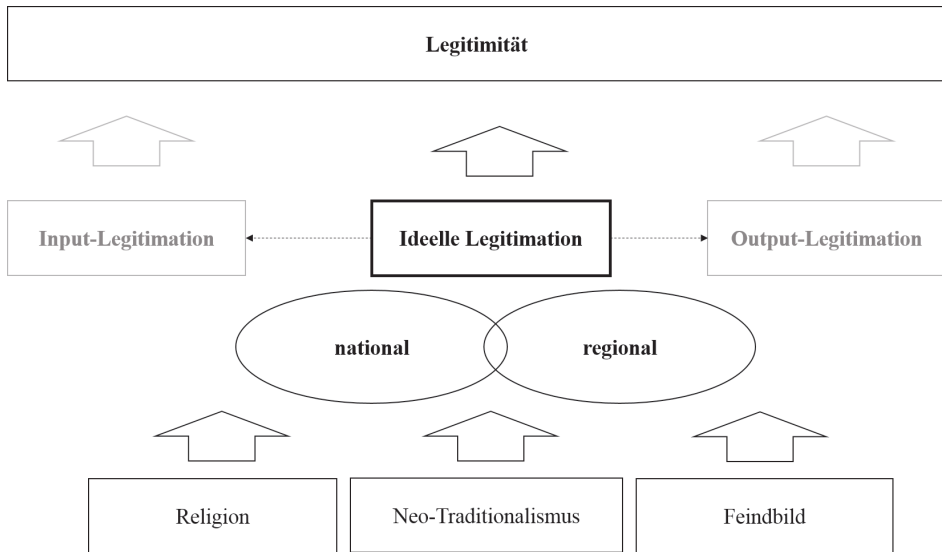 Legitimität
Input-Legitimation
Ideelle Legitimation
Output-Legitimation
national
regional
Religion
Neo-Traditionalismus
Feindbild